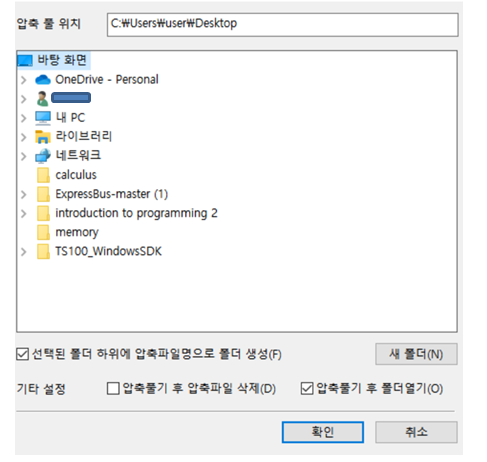 압축 풀 위치 C:₩Users₩user₩Desktop
바탕 화면
OneDrive - Personal
내 PC
라이브러리
네트워크
calculus
ExpressBus-master (1)
introduction to programming 2
memory
TS100_WindowsSDK
선택된 폴더 하위에 압축파일명으로 폴더 생성(F) 새 폴더(N)
기타 설정 압축풀기 후 압축파일 삭제(D) 압축풀기 후 폴더열기(O)
확인 취소